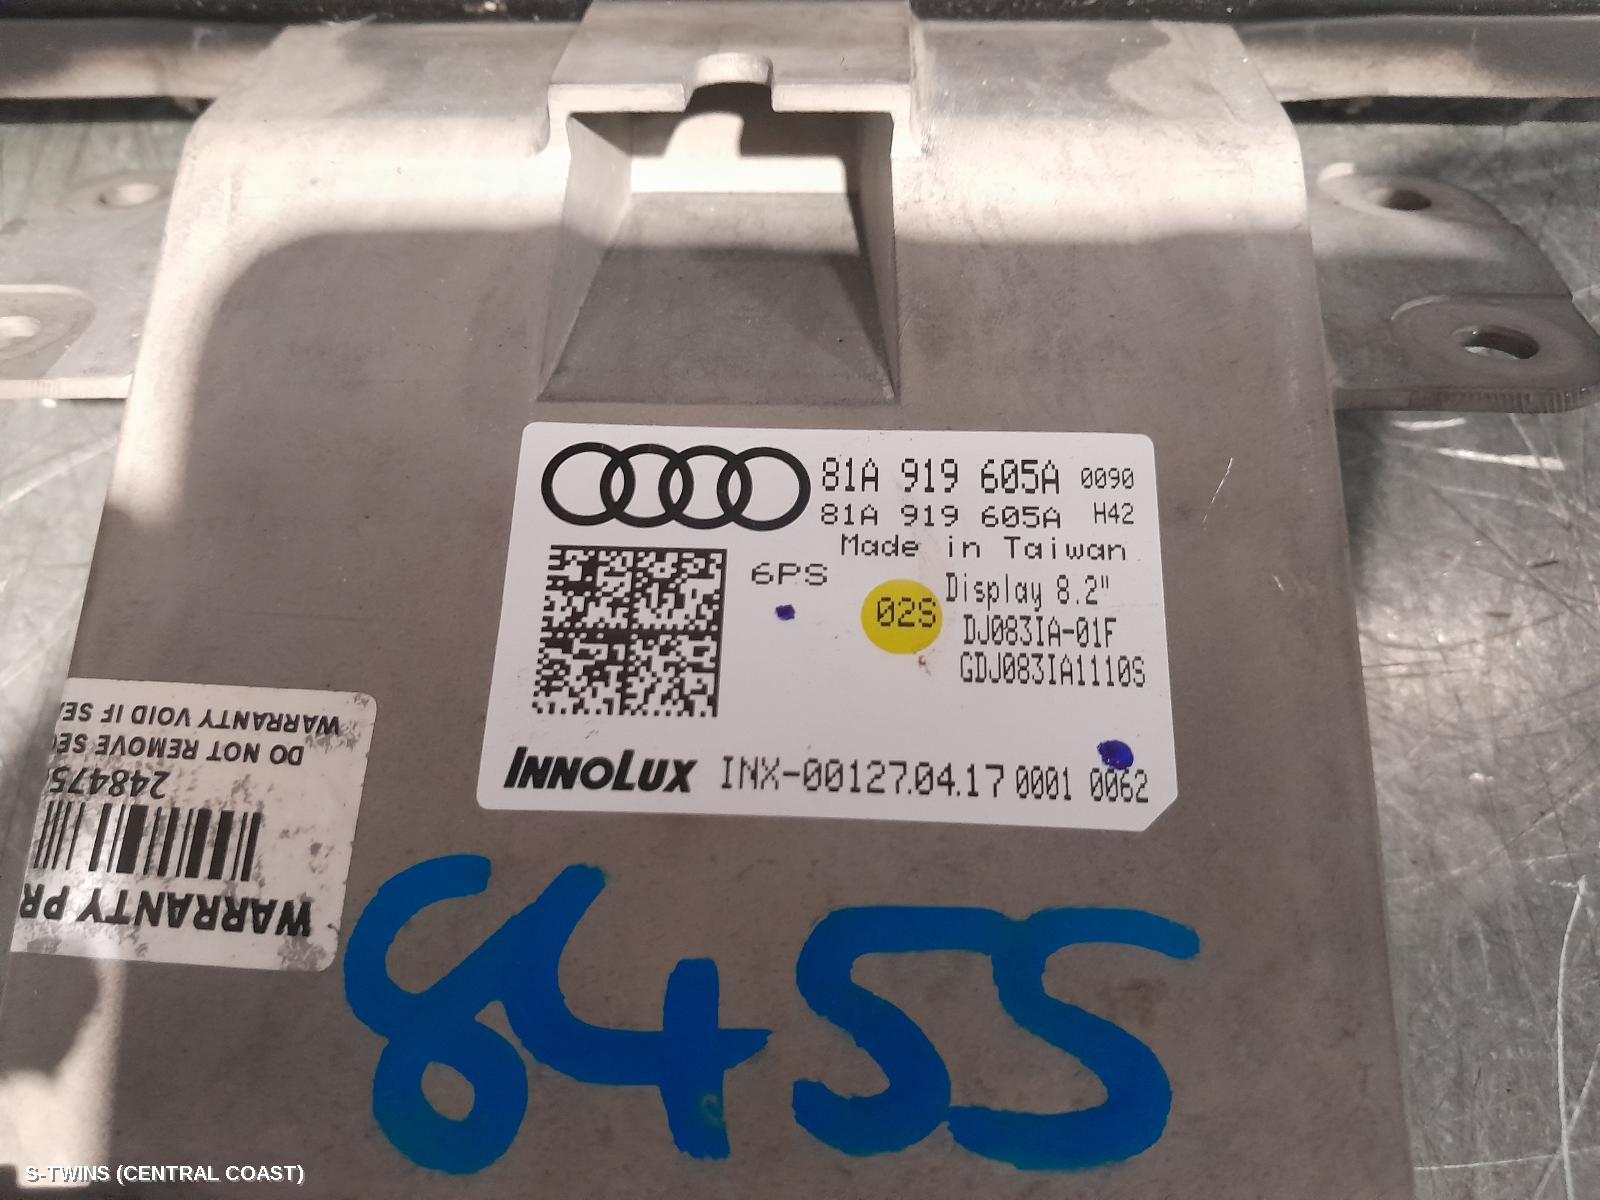 81A 919 605A 0090
81A 919 605A H42
Made in Taiwan
6PS
02S
Display 8.2"
DJ083IA-01F
GDJ083IA1110S
INNOLUX INX-00127.04.17 0001 0062
WARRANTY PR
248475
DO NOT REMOVE SE
WARRANTY VOID IF SE
8455
S-TWINS (CENTRAL COAST)